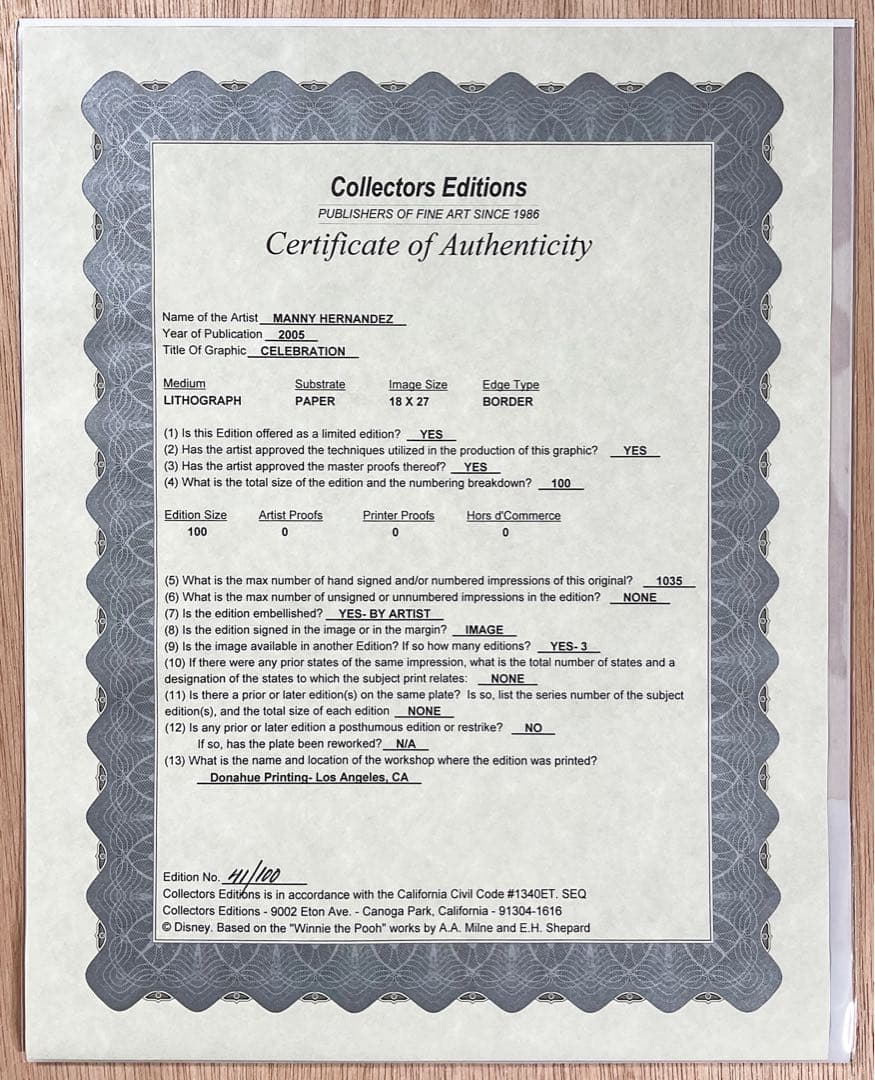 Collectors Editions
PUBLISHERS OF FINE ART SINCE 1986
Certificate of Authenticity
Name of the Artist MANNY HERNANDEZ
Year of Publication 2005
Title Of Graphic CELEBRATION
Medium Substrate Image Size Edge Type
LITHOGRAPH PAPER 18 X 27 BORDER
(1) Is this Edition offered as a limited edition? YES
(2) Has the artist approved the techniques utilized in the production of this graphic? YES
(3) Has the artist approved the master proofs thereof? YES
(4) What is the total size of the edition and the numbering breakdown? 100
Edition Size Artist Proofs Printer Proofs Hors d'Commerce
100 0 0 0
(5) What is the max number of hand signed and/or numbered impressions of this original? 1035
(6) What is the max number of unsigned or unnumbered impressions in the edition? NONE
(7) Is the edition embellished? YES- BY ARTIST
(8) Is the edition signed in the image or in the margin? IMAGE
(9) Is the image available in another Edition? If so how many editions? YES- 3
(10) If there were any prior states of the same impression, what is the total number of states and a
designation of the states to which the subject print relates: NONE
(11) Is there a prior or later edition(s) on the same plate? Is so, list the series number of the subject
edition(s), and the total size of each edition NONE
(12) Is any prior or later edition a posthumous edition or restrike? NO
If so, has the plate been reworked? N/A
(13) What is the name and location of the workshop where the edition was printed?
Donahue Printing- Los Angeles, CA
Edition No. 41/100
Collectors Editions is in accordance with the California Civil Code #1340ET. SEQ
Collectors Editions - 9002 Eton Ave. - Canoga Park, California - 91304-1616
© Disney. Based on the "Winnie the Pooh" works by A.A. Milne and E.H. Shepard